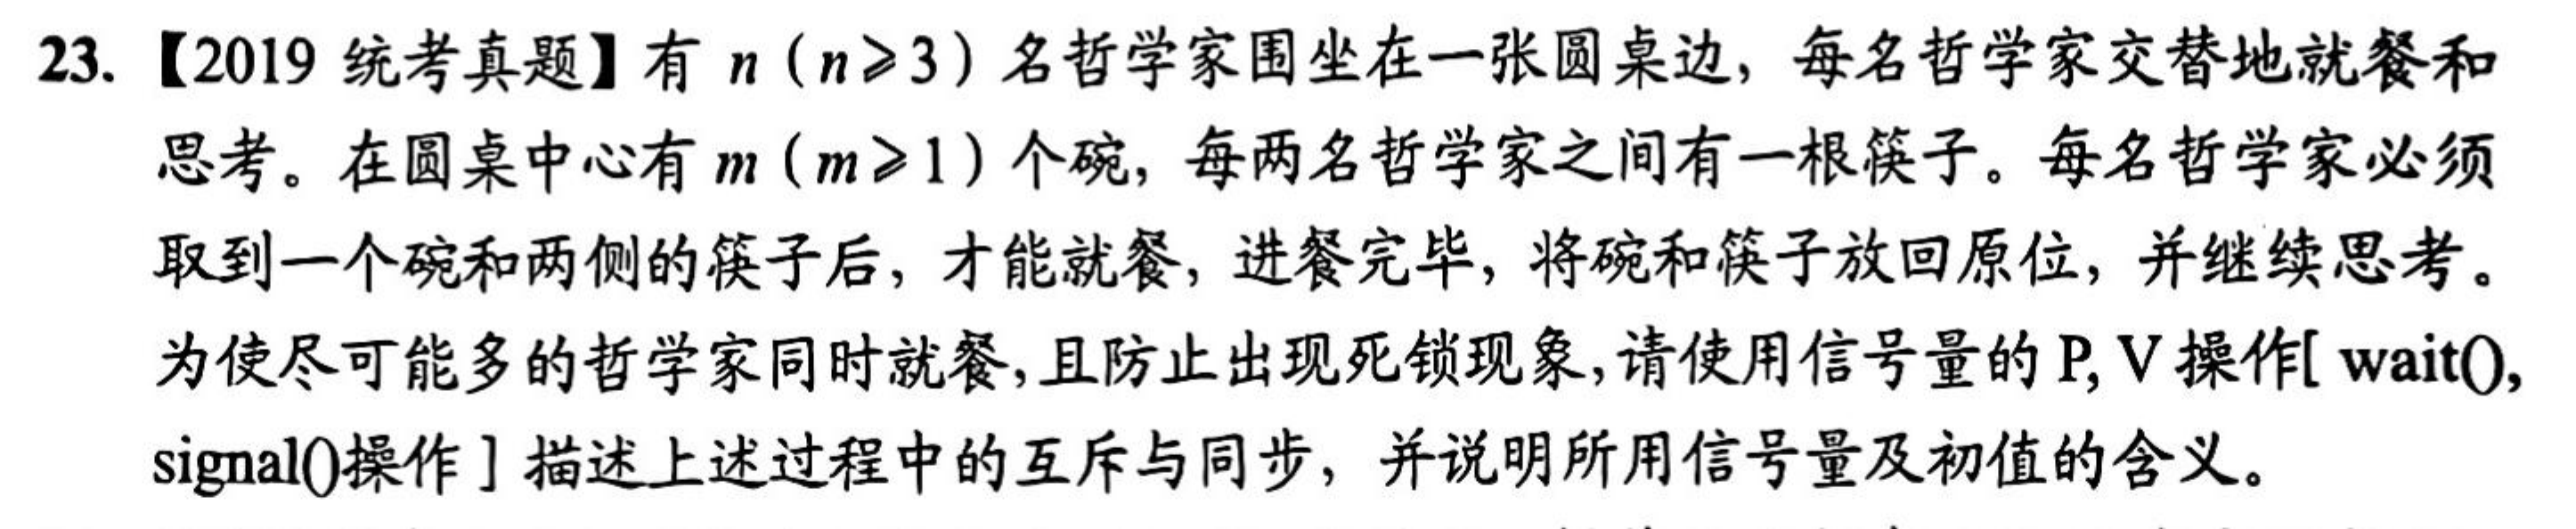 23.【2019 统考真题】有 n（n≥3）名哲学家围坐在一张圆桌边，每名哲学家交替地就餐和
思考。在圆桌中心有 m（m≥1）个碗，每两名哲学家之间有一根筷子。每名哲学家必须
取到一个碗和两侧的筷子后，才能就餐，进餐完毕，将碗和筷子放回原位，并继续思考。
为使尽可能多的哲学家同时就餐，且防止出现死锁现象，请使用信号量的 P, V 操作[ wait(),
signal()操作 ] 描述上述过程中的互斥与同步，并说明所用信号量及初值的含义。